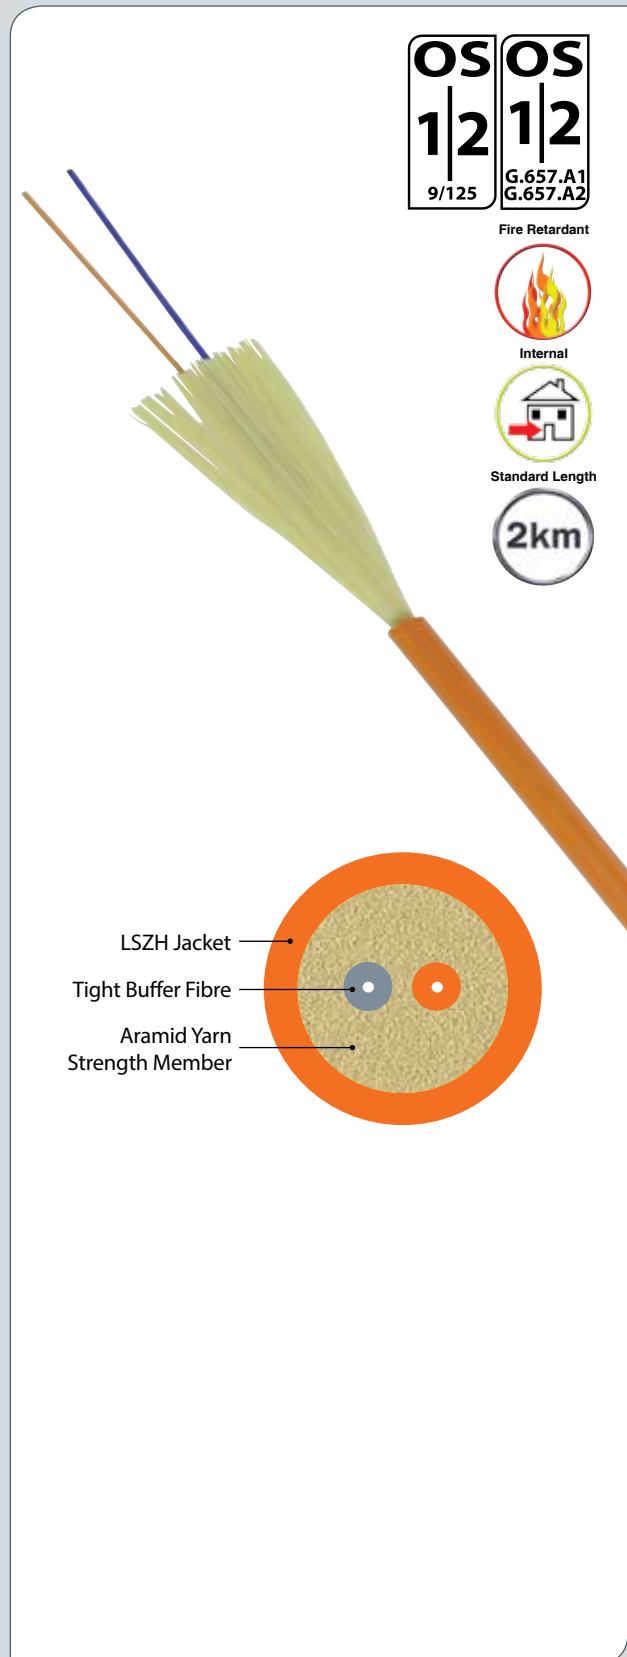 OS
1|2
9/125
OS
1|2
G.657.A1
G.657.A2
Fire Retardant
Internal
Standard Length
2km
LSZH Jacket
Tight Buffer Fibre
Aramid Yarn
Strength Member